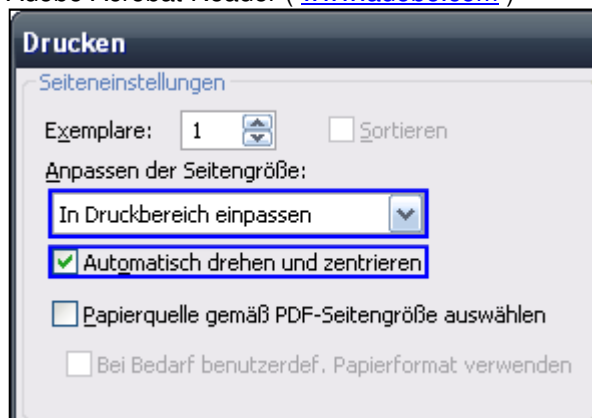 Adobe Acrobat Reader ( www.adobe.com )
Drucken
Seiteneinstellungen
Exemplare: 1 Sortieren
Anpassen der Seitengröße:
In Druckbereich einpassen
Automatisch drehen und zentrieren
Papierquelle gemäß PDF-Seitengröße auswählen
Bei Bedarf benutzerdef. Papierformat verwenden